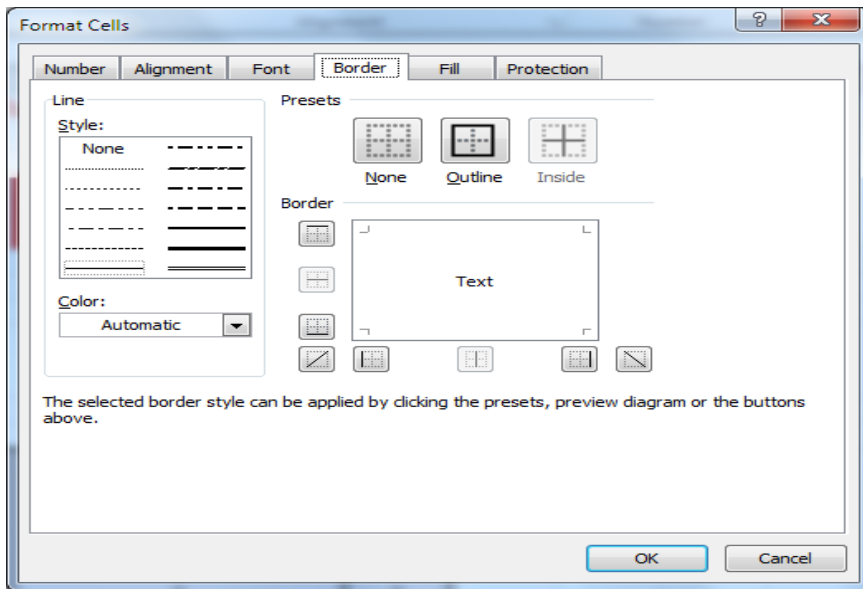 Format Cells
Number Alignment Font Border Fill Protection
Line
Style:
None
Color:
Automatic
Presets
None Outline Inside
Border
Text
The selected border style can be applied by clicking the presets, preview diagram or the buttons
above.
OK Cancel